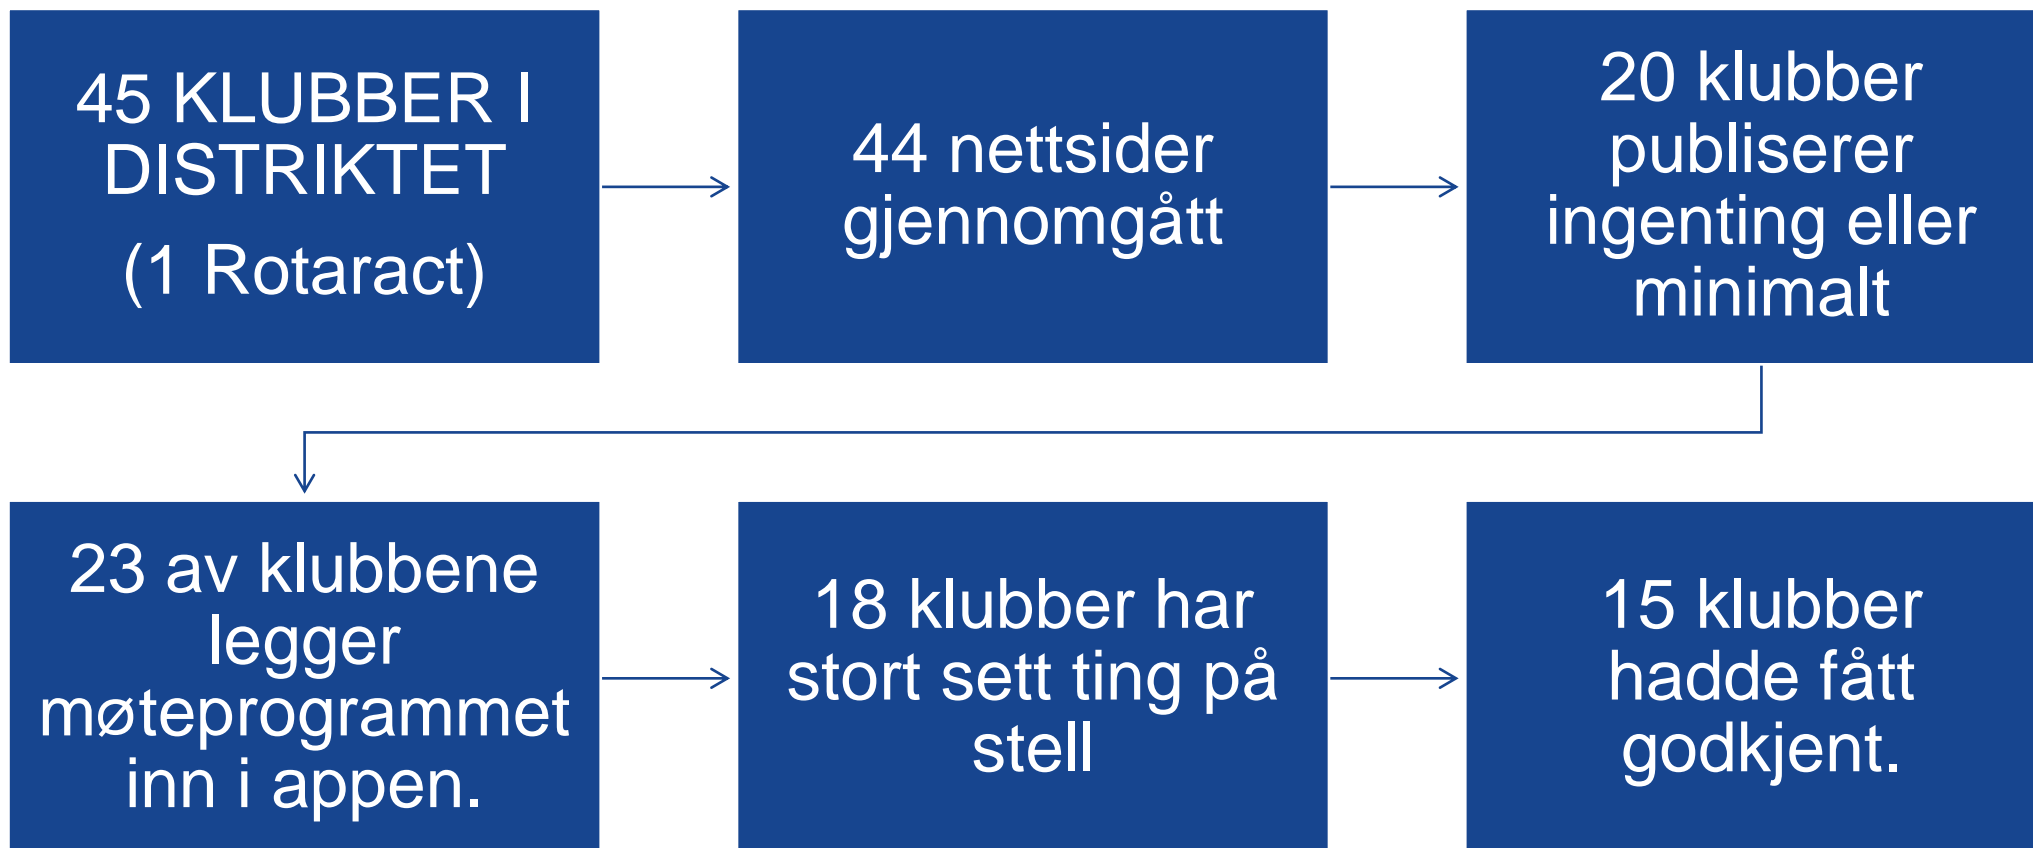 45 KLUBBER I
DISTRIKTET
(1 Rotaract)
44 nettsider
gjennomgått
20 klubber
publiserer
ingenting eller
minimalt
23 av klubbene
legger
møteprogrammet
inn i appen.
18 klubber har
stort sett ting på
stell
15 klubber
hadde fått
godkjent.